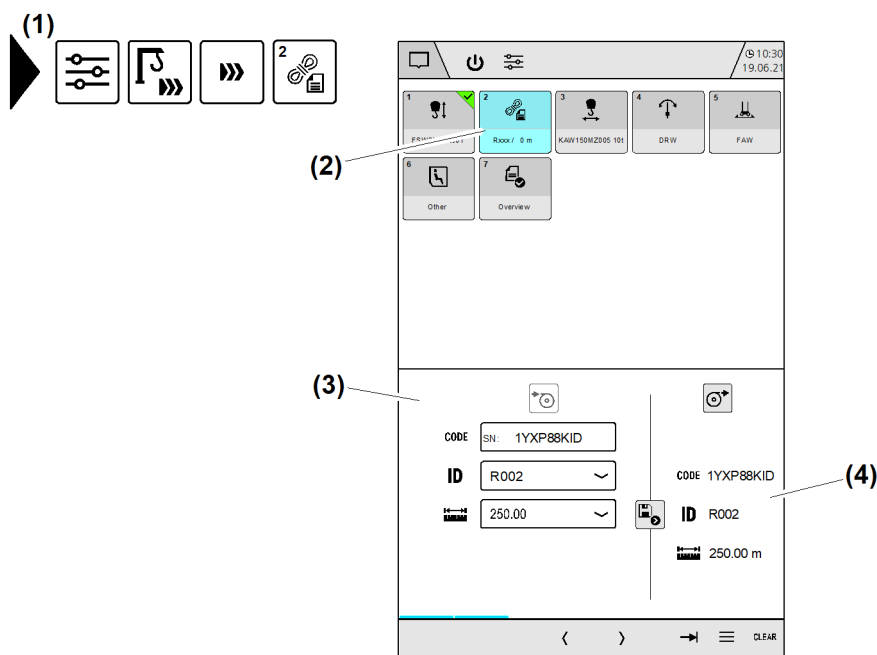 (1)
2
10:30
19.06.21
1
2
Rxxx / 0 m
3
KAW150MZ005 10t
4
DRW
5
FAW
(2)
6
Other
7
Overview
(3)
CODE SN: 1YXP88KID
ID R002
250.00
CODE 1YXP88KID
ID R002
250.00 m
(4)
CLEAR